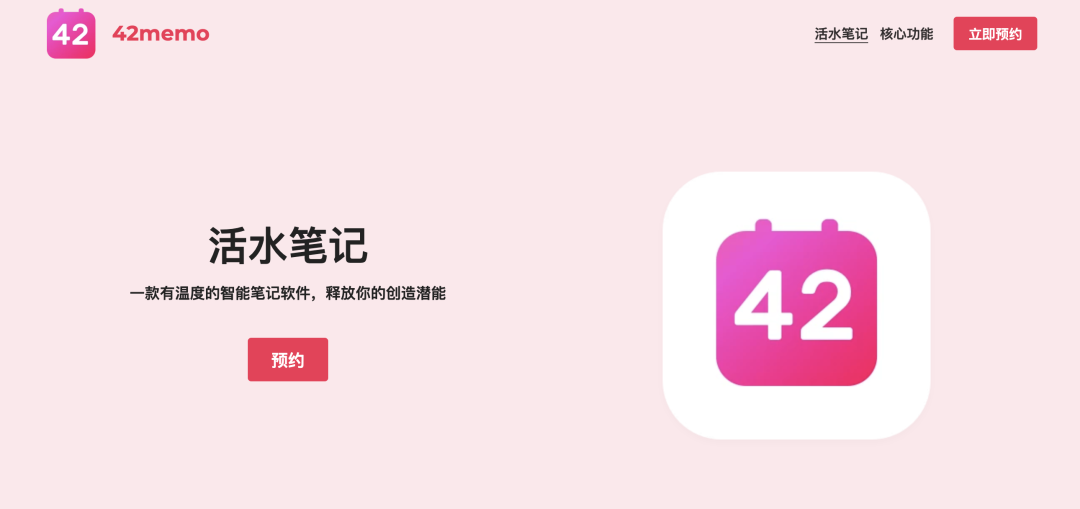 42
42memo
活水笔记
核心功能
立即预约
活水笔记
一款有温度的智能笔记软件，释放你的创造潜能
预约
42